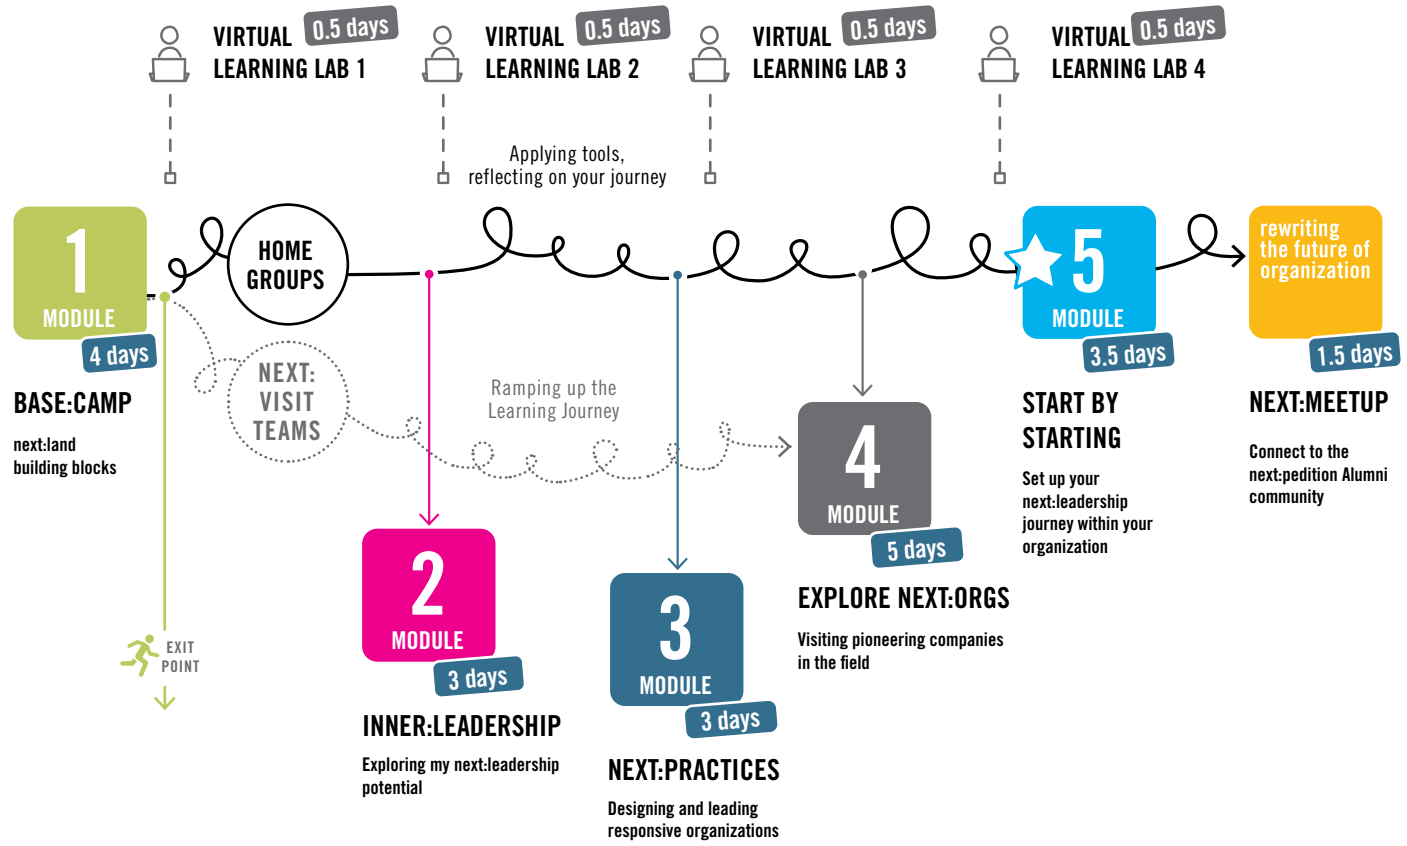 VIRTUAL 0.5 days
LEARNING LAB 1
VIRTUAL 0.5 days
LEARNING LAB 2
VIRTUAL 0.5 days
LEARNING LAB 3
VIRTUAL 0.5 days
LEARNING LAB 4
Applying tools,
reflecting on your journey
1
MODULE
4 days
BASE:CAMP
next:land
building blocks
HOME
GROUPS
NEXT:
VISIT
TEAMS
Ramping up the
Learning Journey
EXIT
POINT
2
MODULE
3 days
INNER:LEADERSHIP
Exploring my next:leadership
potential
3
MODULE
3 days
NEXT:PRACTICES
Designing and leading
responsive organizations
4
MODULE
5 days
EXPLORE NEXT:ORGS
Visiting pioneering companies
in the field
5
MODULE
3.5 days
START BY
STARTING
Set up your
next:leadership
journey within your
organization
rewriting
the future of
organization
1.5 days
NEXT:MEETUP
Connect to the
next:pedition Alumni
community